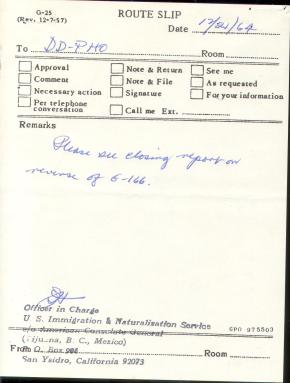 G-25
(Rev. 12-7-57)
ROUTE SLIP
Date 12/21/64
To DD-PHO Room
Approval Note & Return See me
Comment Note & File As requested
Necessary action Signature For your information
Per telephone
conversation Call me Ext.
Remarks
Please see closing report on
reverse of G-166.
Officer in Charge
U. S. Immigration & Naturalization Service
c/o American Consulate General
GPO 975503
(Tijuana, B. C., Mexico)
From P.O. Box Room
San Ysidro, California 92073